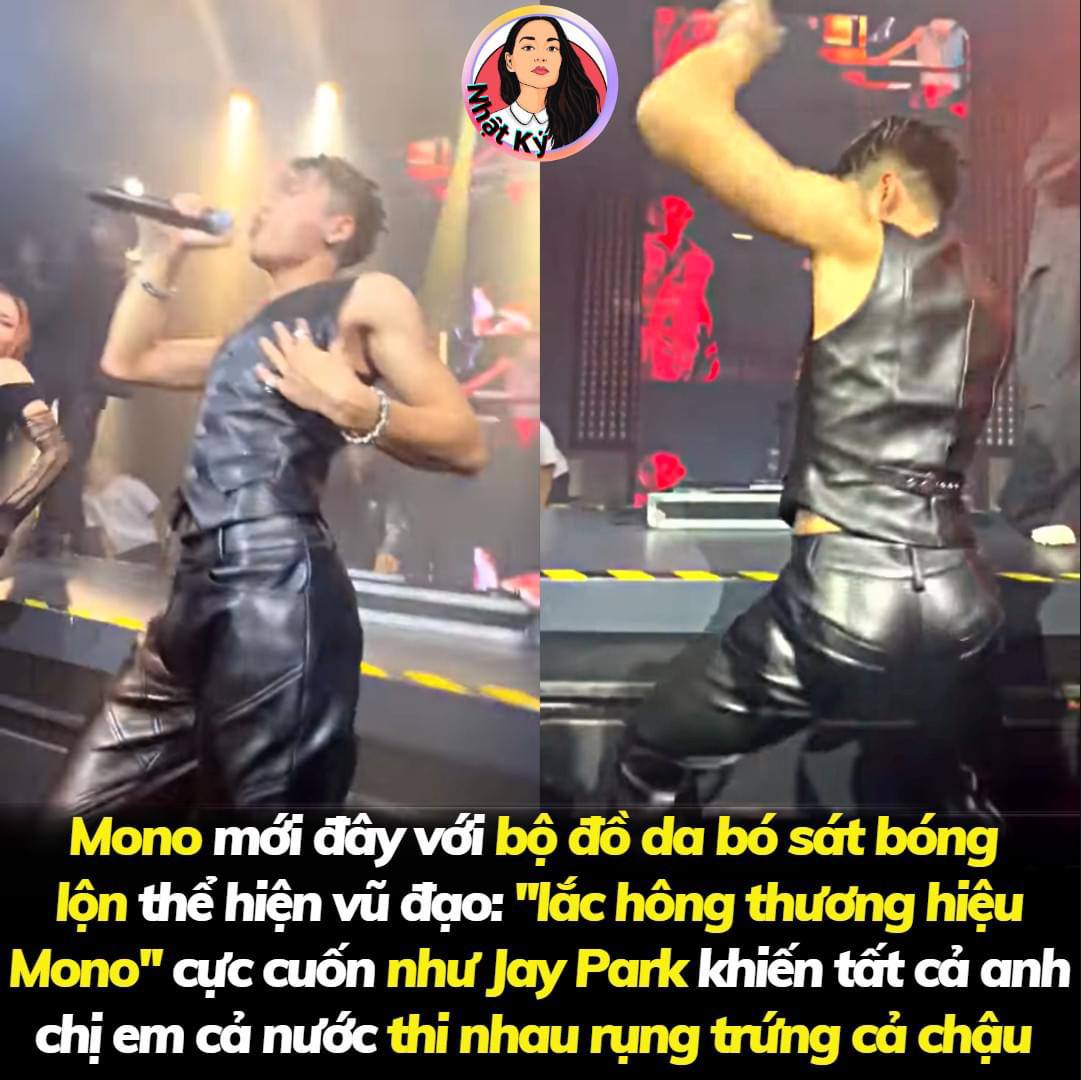 Nhật Ký
Mono mới đây với bộ đồ da bó sát bóng
lộn thể hiện vũ đạo: "lắc hông thương hiệu
Mono" cực cuốn như Jay Park khiến tất cả anh
chị em cả nước thi nhau rụng trứng cả chậu